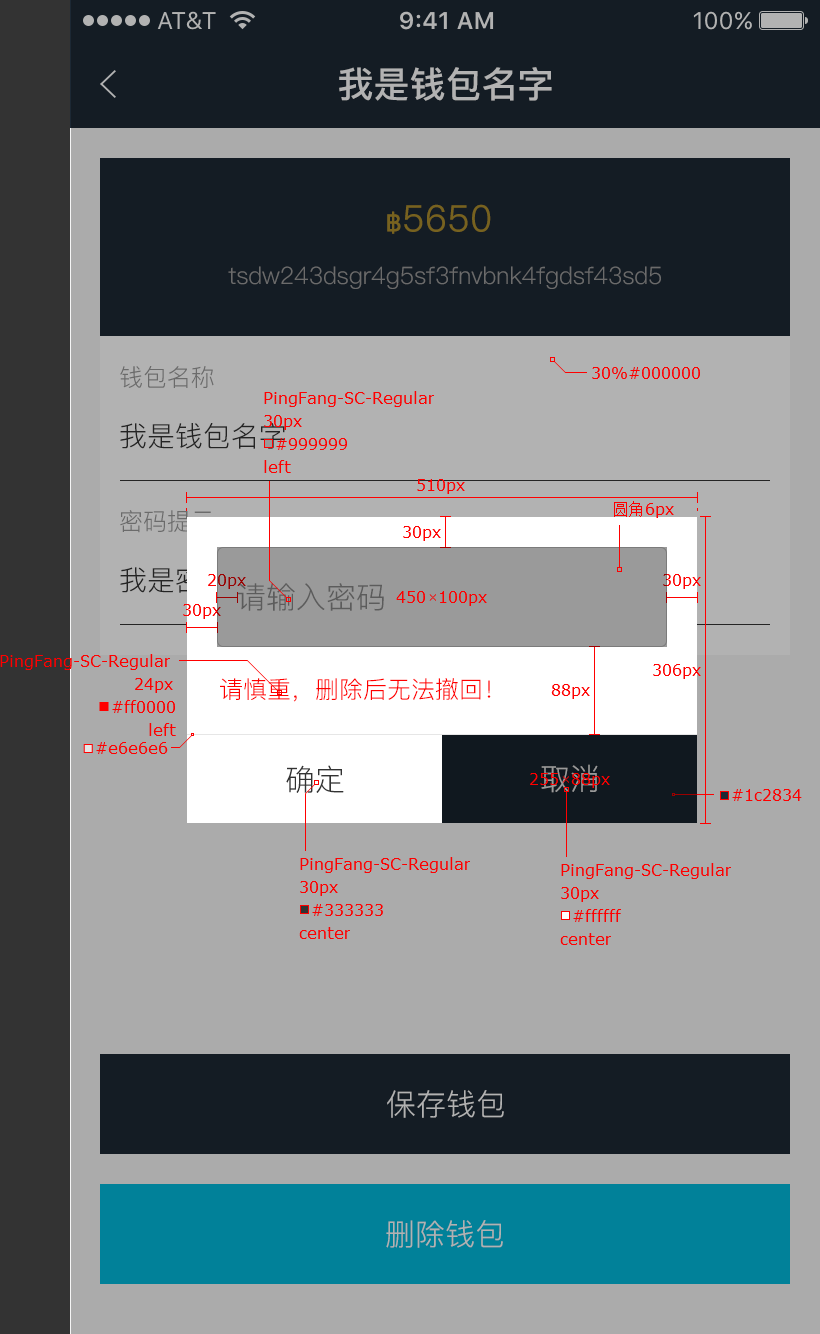 AT&T 9:41 AM 100%
我是钱包名字
฿5650
tsdw243dsgr4g5sf3fnvbnk4fgdsf43sd5
钱包名称
30%#000000
PingFang-SC-Regular
30px
#999999
left
我是钱包名字
510px
密码提示
圆角6px
30px
我是密
20px
30px
请输入密码
450×100px
30px
PingFang-SC-Regular
24px
#ff0000
left
请慎重，删除后无法撤回！
88px
306px
#e6e6e6
确定
取消
255×88px
#1c2834
PingFang-SC-Regular
30px
#333333
center
PingFang-SC-Regular
30px
#ffffff
center
保存钱包
删除钱包